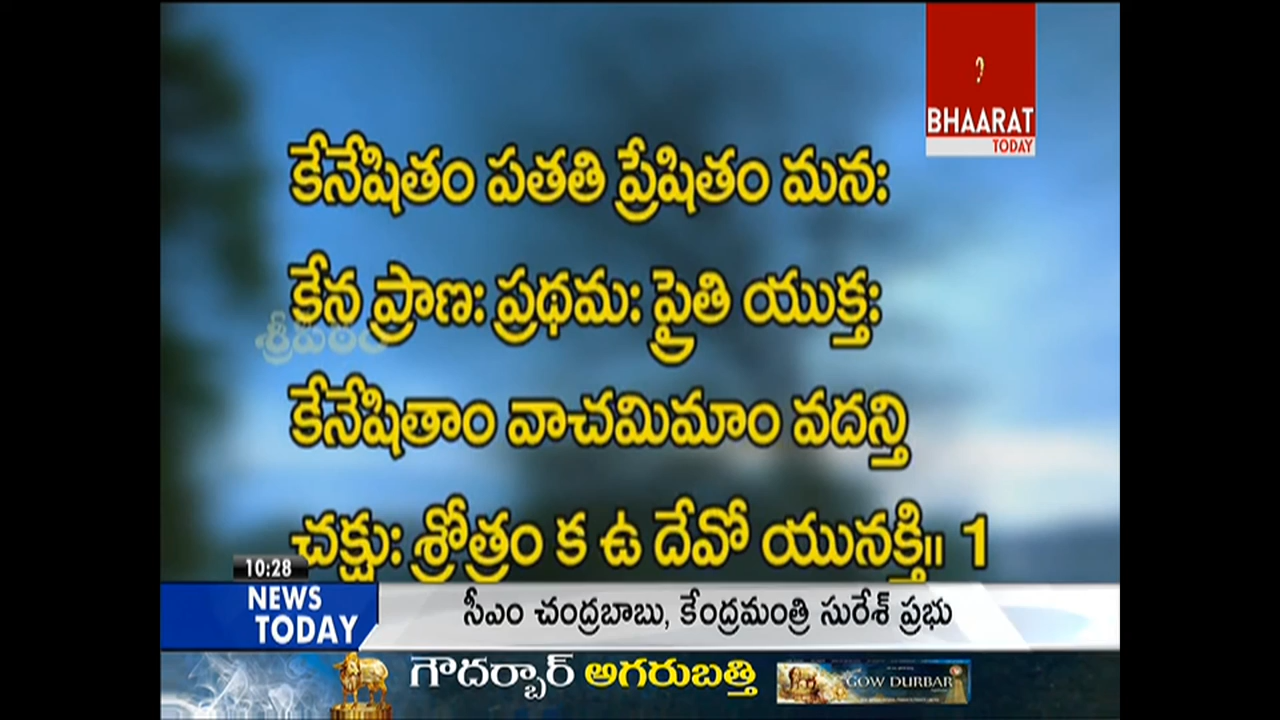 BHAARAT
TODAY
కేనేషితం పతతి ప్రేషితం మనః
కేన ప్రాణః ప్రథమః ప్రైతి యుక్తః
శ్రీపీఠం
కేనేషితాం వాచమిమాం వదన్తి
చక్షుః శ్రోత్రం క ఉ దేవో యునక్తి॥ 1
10:28
NEWS
TODAY
సీఎం చంద్రబాబు, కేంద్రమంత్రి సురేశ్ ప్రభు
గౌదర్బార్ అగరుబత్తి
GOW DURBAR